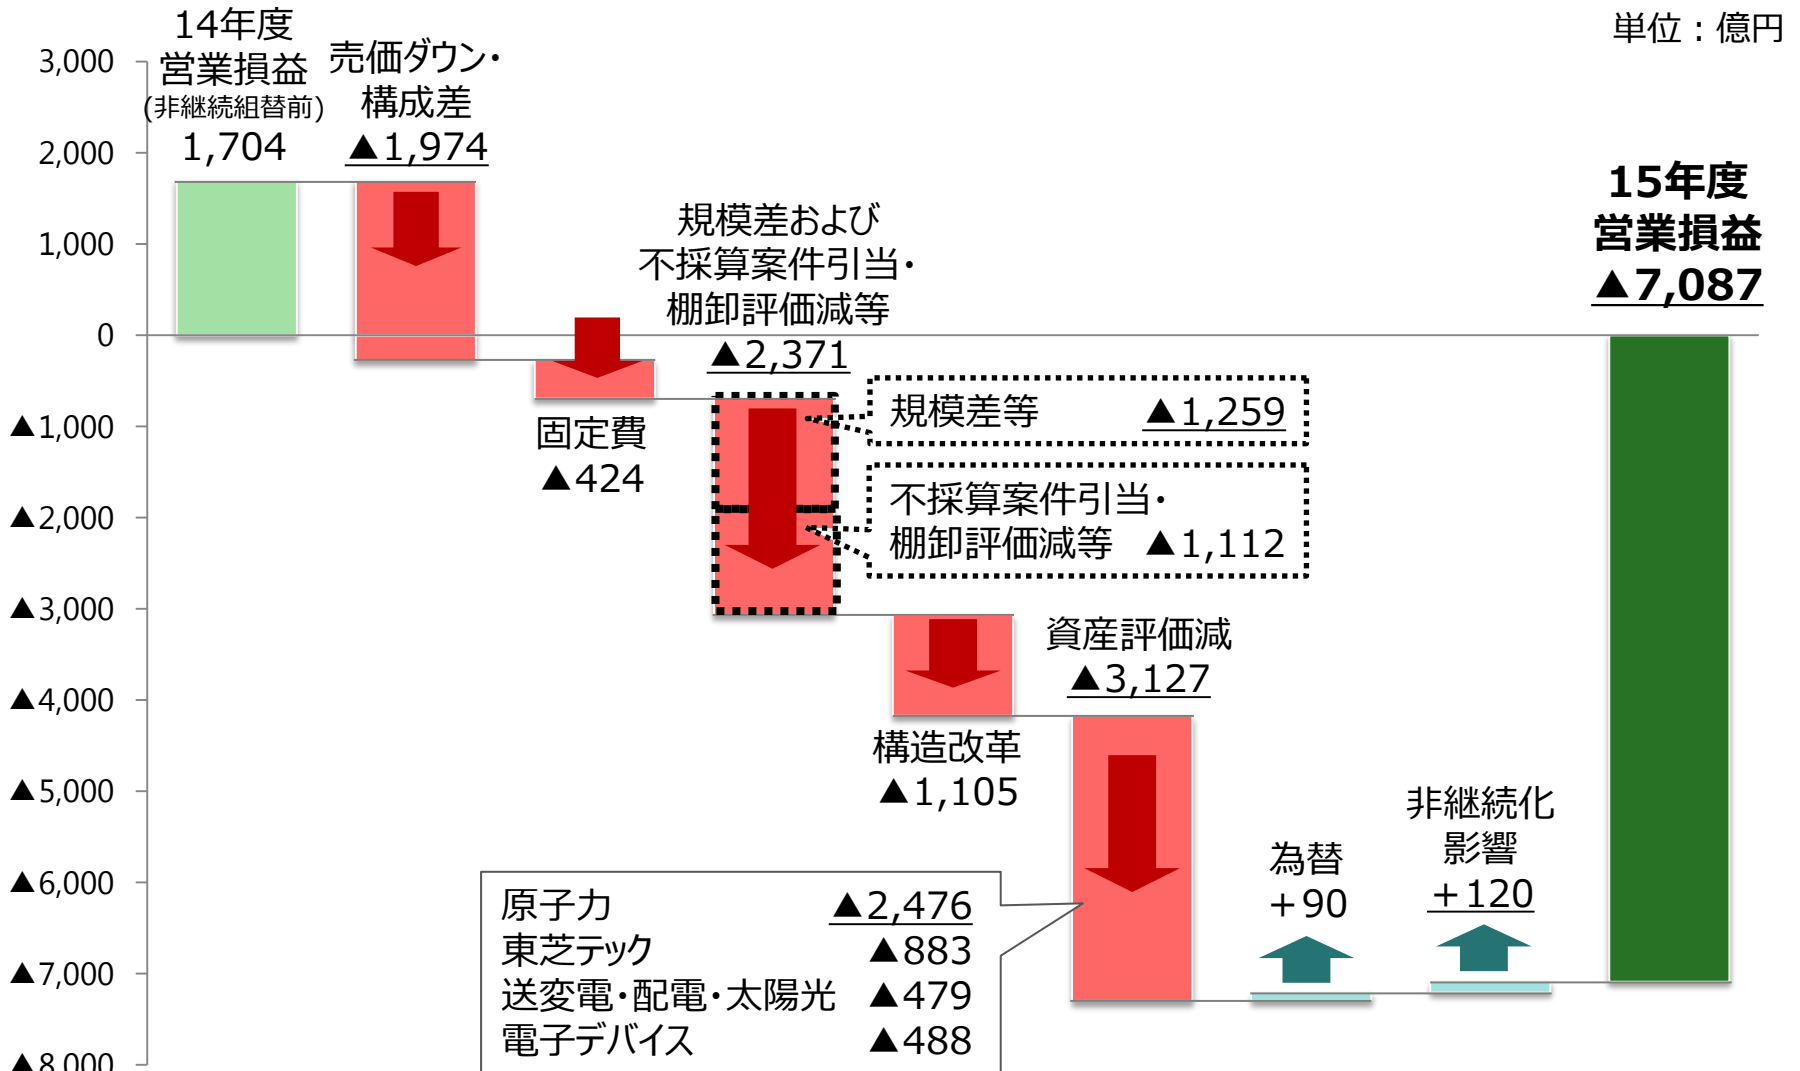 単位：億円
14年度
営業損益
(非継続組替前)
1,704
売価ダウン・
構成差
▲1,974
規模差および
不採算案件引当・
棚卸評価減等
▲2,371
15年度
営業損益
▲7,087
固定費
▲424
規模差等 ▲1,259
不採算案件引当・
棚卸評価減等 ▲1,112
構造改革
▲1,105
資産評価減
▲3,127
為替
＋90
非継続化
影響
＋120
原子力 ▲2,476
東芝テック ▲883
送変電・配電・太陽光 ▲479
電子デバイス ▲488
3,000
2,000
1,000
0
▲1,000
▲2,000
▲3,000
▲4,000
▲5,000
▲6,000
▲7,000
▲8,000